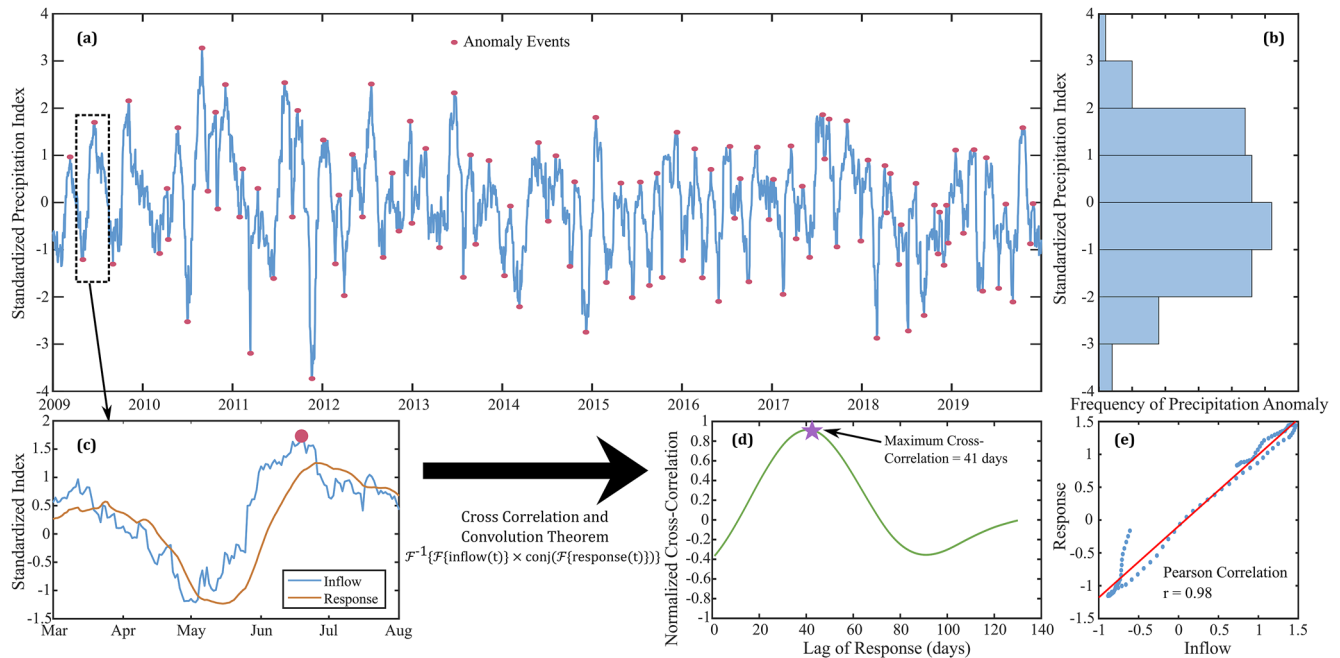 (a)
Anomaly Events
Standardized Precipitation Index
4
3
2
1
0
-1
-2
-3
-4
2009 2010 2011 2012 2013 2014 2015 2016 2017 2018 2019
(b)
Standardized Precipitation Index
4
3
2
1
0
-1
-2
-3
-4
Frequency of Precipitation Anomaly
(c)
Standardized Index
2
1.5
1
0.5
0
-0.5
-1
-1.5
Inflow
Response
Mar Apr May Jun Jul Aug
Cross Correlation and
Convolution Theorem
ℱ⁻¹{ℱ{inflow(t)} × conj(ℱ{response(t)})}
(d)
Normalized Cross-Correlation
1
0.8
0.6
0.4
0.2
0
-0.2
-0.4
-0.6
-0.8
-1
Maximum Cross-
Correlation = 41 days
0 20 40 60 80 100 120 140
Lag of Response (days)
(e)
Response
1.5
1
0.5
0
-0.5
-1
-1.5
Pearson Correlation
r = 0.98
-1 -0.5 0 0.5 1 1.5
Inflow